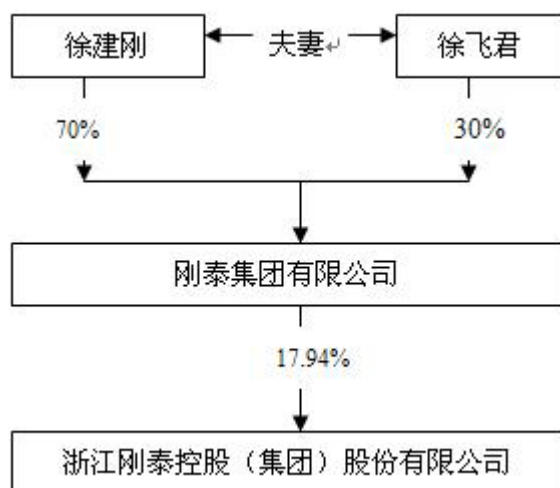 徐建刚 夫妻 徐飞君
70% 30%
刚泰集团有限公司
17.94%
浙江刚泰控股（集团）股份有限公司